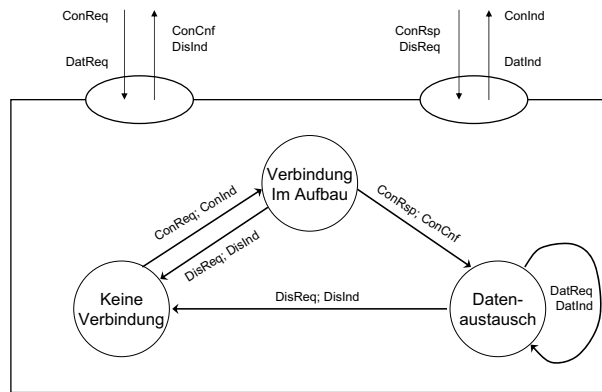 ConReq
ConCnf
DisInd
DatReq
ConRsp
DisReq
ConInd
DatInd
Verbindung
Im Aufbau
ConReq; ConInd
DisReq; DisInd
ConRsp; ConCnf
Keine
Verbindung
DisReq; DisInd
Daten-
austausch
DatReq
DatInd